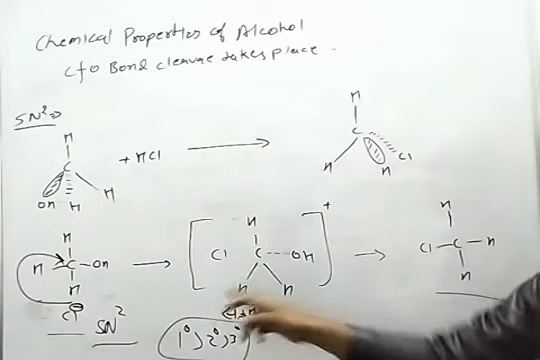 Chemical Properties of Alcohol
C+O Bond cleavae takes place -
SN2⇒
H
C
OH H H
+ HCl
H
C
H H Cl
H
H C OH
H
Cl⊖
H +
Cl C---OH
H H
H
Cl-C-H
H
SN2
1°>2°>3°